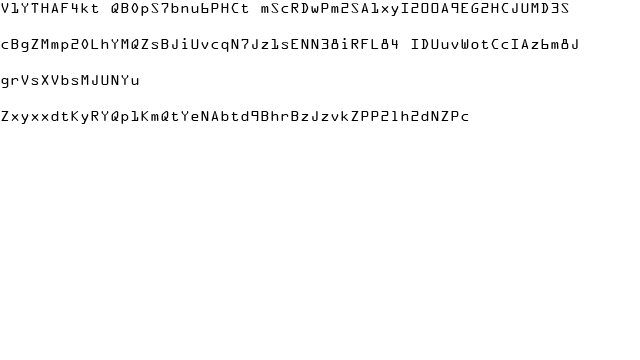 V1YTHAF4kt QB0pS7bnu6PHCt mScRDwPm2SA1xyI200A9EG2HCJUMD3S
cBgZMmp20LhYMQZsBJiUvcqN7Jz1sENN38iRFL84 IDUuvWotCcIAz6m8J
grVsXVbsMJUNYu
ZxyxxdtKyRYQp1KmQtYeNAbtd9BhrBzJzvkZPP21h2dNZPc